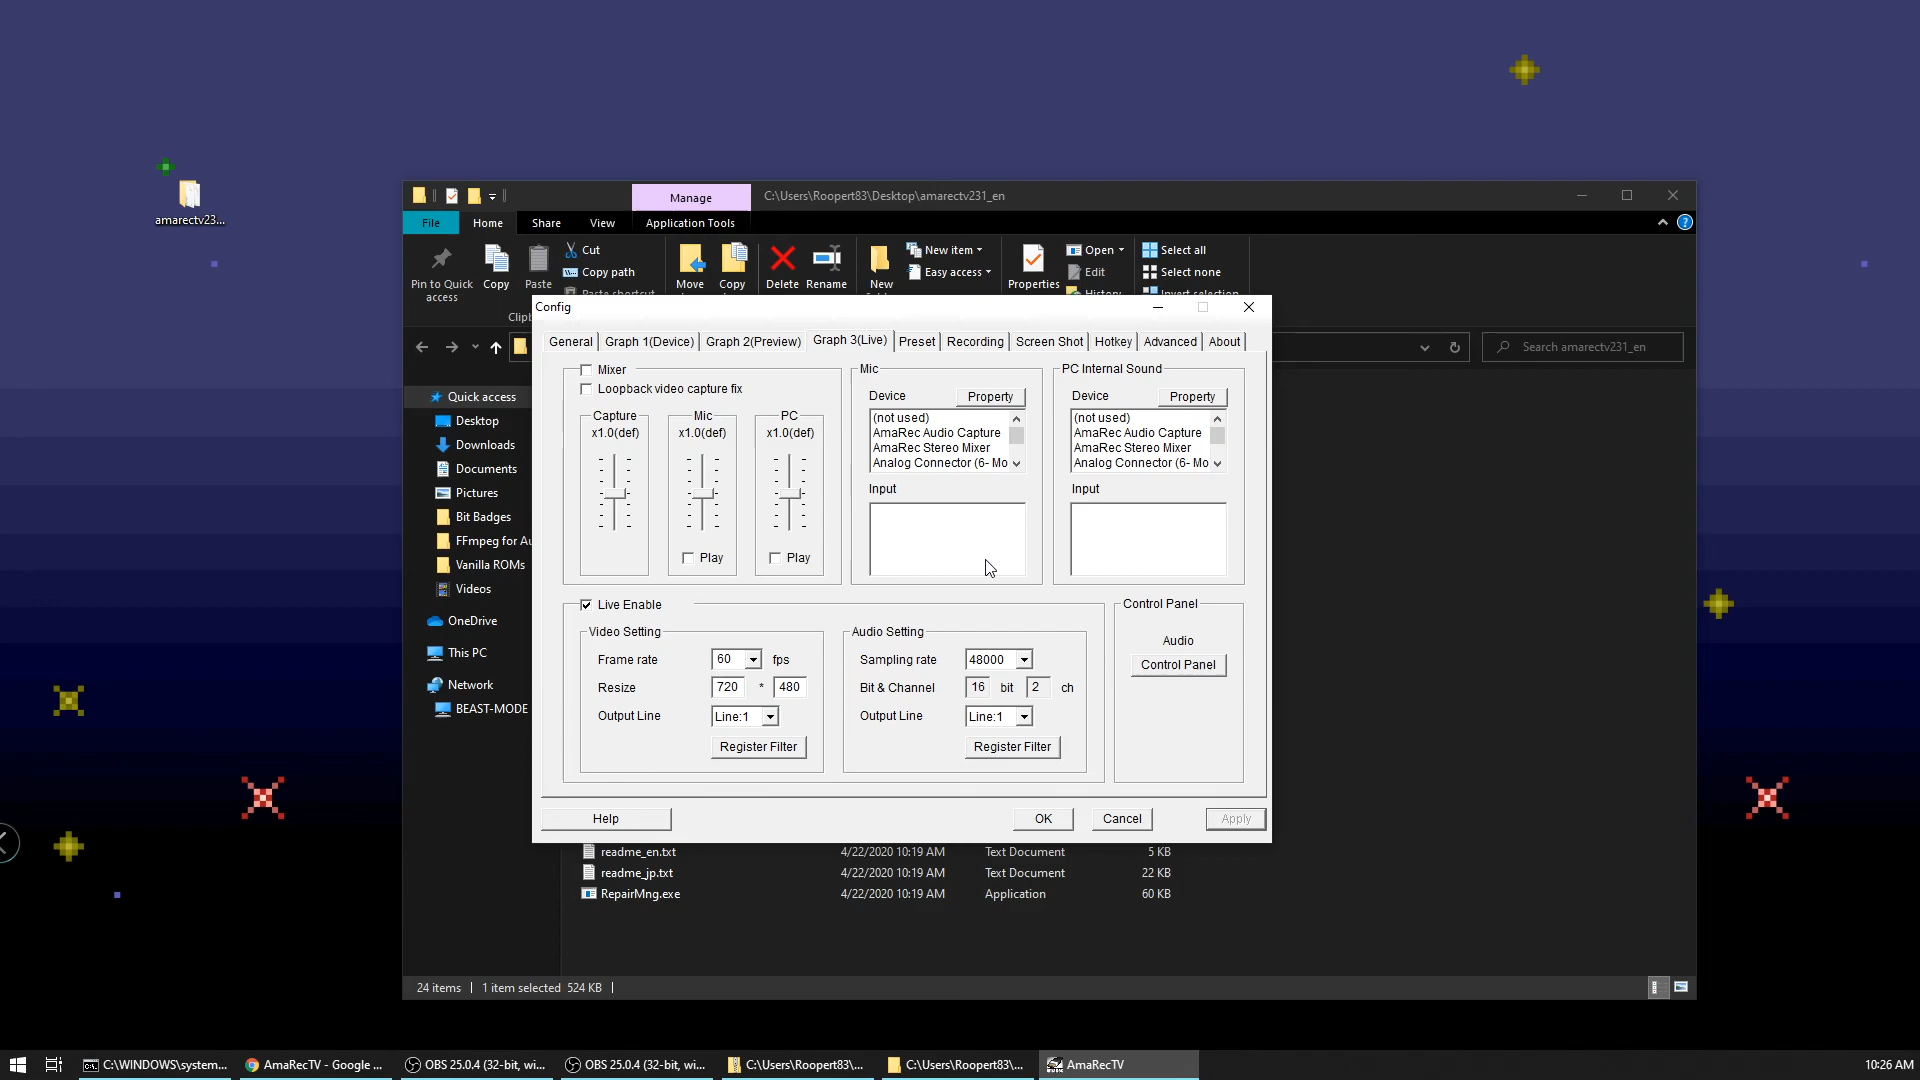 amarectv23...
Manage
C:\Users\Roopert83\Desktop\amarectv231_en
File
Home
Share
View
Application Tools
Pin to Quick access
Copy
Paste
Cut
Copy path
Paste shortcut
Move
Copy
Delete
Rename
New
New item
Easy access
Properties
Open
Edit
History
Select all
Select none
Invert selection
Clipb
Search amarectv231_en
Quick access
Desktop
Downloads
Documents
Pictures
Bit Badges
FFmpeg for Au
Vanilla ROMs
Videos
OneDrive
This PC
Network
BEAST-MODE
Config
General
Graph 1(Device)
Graph 2(Preview)
Graph 3(Live)
Preset
Recording
Screen Shot
Hotkey
Advanced
About
Mixer
Loopback video capture fix
Capture
x1.0(def)
Mic
x1.0(def)
Play
PC
x1.0(def)
Play
Mic
Device
Property
(not used)
AmaRec Audio Capture
AmaRec Stereo Mixer
Analog Connector (6- Mo
Input
PC Internal Sound
Device
Property
(not used)
AmaRec Audio Capture
AmaRec Stereo Mixer
Analog Connector (6- Mo
Input
Live Enable
Video Setting
Frame rate 60 fps
Resize 720 * 480
Output Line Line:1
Register Filter
Audio Setting
Sampling rate 48000
Bit & Channel 16 bit 2 ch
Output Line Line:1
Register Filter
Control Panel
Audio
Control Panel
Help
OK
Cancel
Apply
readme_en.txt 4/22/2020 10:19 AM Text Document 5 KB
readme_jp.txt 4/22/2020 10:19 AM Text Document 22 KB
RepairMng.exe 4/22/2020 10:19 AM Application 60 KB
24 items
1 item selected 524 KB
C:\WINDOWS\system...
AmaRecTV - Google ...
OBS 25.0.4 (32-bit, wi...
OBS 25.0.4 (32-bit, wi...
C:\Users\Roopert83\...
C:\Users\Roopert83\...
AmaRecTV
10:26 AM